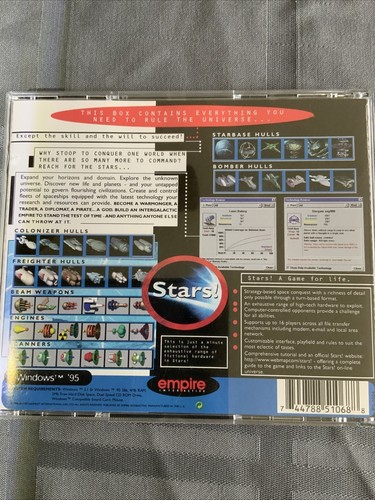 THIS BOX CONTAINS EVERYTHING YOU
NEED TO RULE THE UNIVERSE...
Except the skill and the will to succeed!
WHY STOOP TO CONQUER ONE WORLD WHEN
THERE ARE SO MANY MORE TO COMMAND?
REACH FOR THE STARS...
Expand your horizons and domain. Explore the unknown
universe. Discover new life and planets - and your untapped
potential to govern flourishing civilizations. Create and control
fleets of spaceships equipped with the latest technology your
research and resources can provide. BECOME A WARMONGER, A
TRADER, A DIPLOMAT, A PIRATE... A GOD. BUILD AN INTERGALACTIC
EMPIRE TO STAND THE TEST OF TIME - AND ANYTHING ANYONE ELSE
CAN THROW AT IT.
STARBASE HULLS
BOMBER HULLS
COLONIZER HULLS
FREIGHTER HULLS
BEAM WEAPONS
ENGINES
SCANNERS
Stars!
This is just a minute
selection of the
exhaustive range of
fictional hardware
in Stars!
Stars! A Game for Life.
Strategy-based space conquest with a richness of detail
only possible through a turn-based format.
An exhaustive range of high-tech hardware to exploit.
Computer-controlled opponents provide a challenge
for all abilities.
Supports up to 16 players across all file transfer
mechanisms including modem, e-mail and local area
Customizable interface, playfield and rules to suit the
most ascetic of tastes.
Comprehensive tutorial and an official Stars! website
http://www.webmap.com/stars! - offering a complete
guide to the game and links to the Stars! on-line
universe.
Windows™ '95
empire
INTERACTIVE
7 44788 51068 8